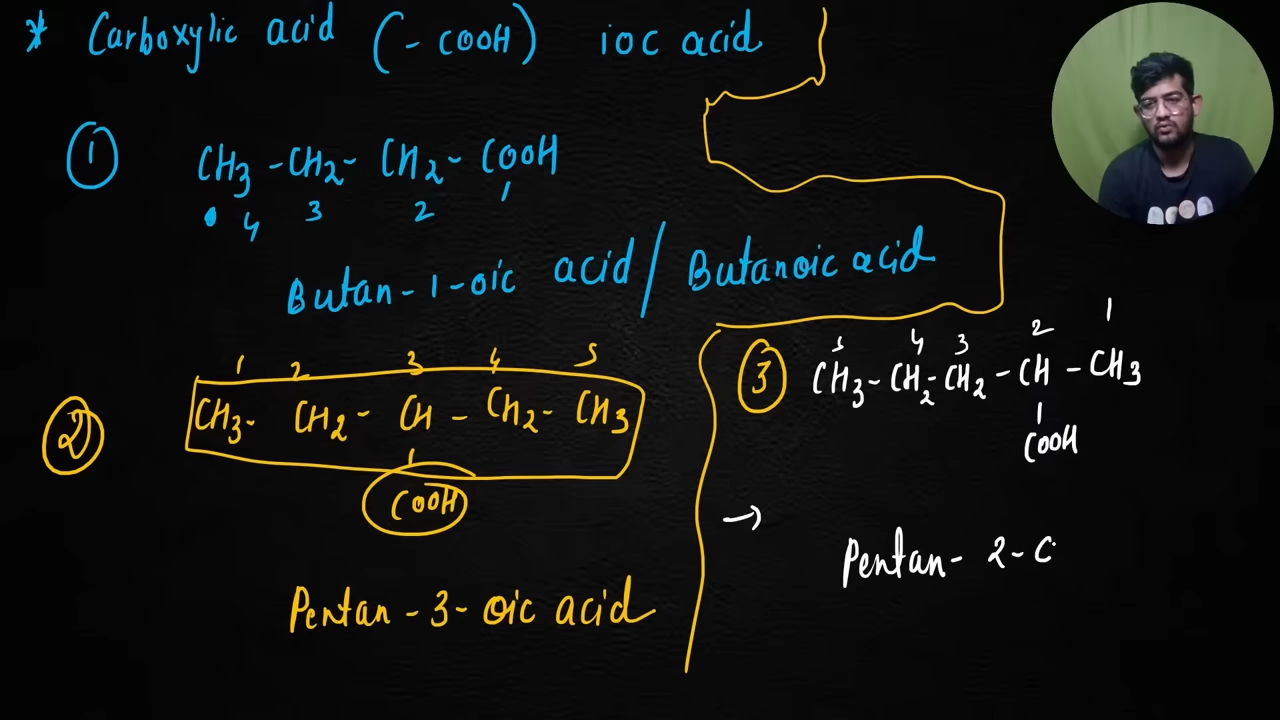 * Carboxylic acid (-COOH) ioc acid
① CH3 - CH2 - CH2 - COOH
4 3 2 1
Butan - 1 - oic acid / Butanoic acid
1 2 3 4 5
② CH3 - CH2 - CH - CH2 - CH3
COOH
Pentan - 3 - oic acid
5 4 3 2 1
③ CH3 - CH2 - CH2 - CH - CH3
COOH
→ Pentan - 2 - C